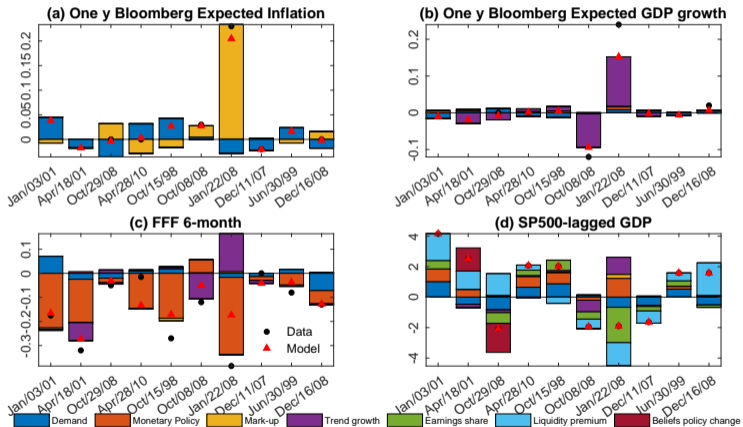 (a) One y Bloomberg Expected Inflation
0.2
0.15
0.1
0.05
0
Jan/03/01 Apr/18/01 Oct/29/08 Apr/28/10 Oct/15/98 Oct/08/08 Jan/22/08 Dec/11/07 Jun/30/99 Dec/16/08
(b) One y Bloomberg Expected GDP growth
0.2
0.1
0
-0.1
Jan/03/01 Apr/18/01 Oct/29/08 Apr/28/10 Oct/15/98 Oct/08/08 Jan/22/08 Dec/11/07 Jun/30/99 Dec/16/08
(c) FFF 6-month
0.1
0
-0.1
-0.2
-0.3
Data
Model
Jan/03/01 Apr/18/01 Oct/29/08 Apr/28/10 Oct/15/98 Oct/08/08 Jan/22/08 Dec/11/07 Jun/30/99 Dec/16/08
(d) SP500-lagged GDP
4
2
0
-2
-4
Jan/03/01 Apr/18/01 Oct/29/08 Apr/28/10 Oct/15/98 Oct/08/08 Jan/22/08 Dec/11/07 Jun/30/99 Dec/16/08
Demand Monetary Policy Mark-up Trend growth Earnings share Liquidity premium Beliefs policy change